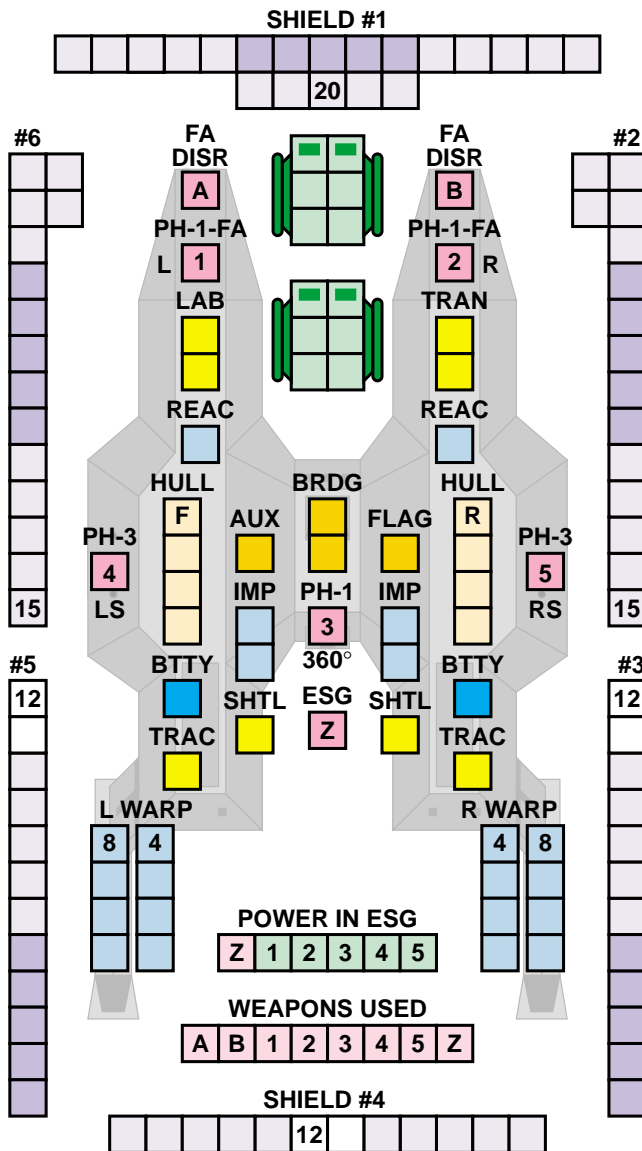 SHIELD #1
20
#6
FA
DISR
FA
DISR
#2
A
B
PH-1-FA
PH-1-FA
L 1
2 R
LAB
TRAN
REAC
REAC
HULL
BRDG
HULL
F
AUX
FLAG
R
PH-3
PH-3
4
IMP
PH-1
IMP
5
LS
3
RS
15
15
360°
#5
BTTY
BTTY
#3
12
SHTL
ESG
SHTL
12
TRAC
Z
TRAC
L WARP
R WARP
8 4
4 8
POWER IN ESG
Z 1 2 3 4 5
WEAPONS USED
A B 1 2 3 4 5 Z
SHIELD #4
12